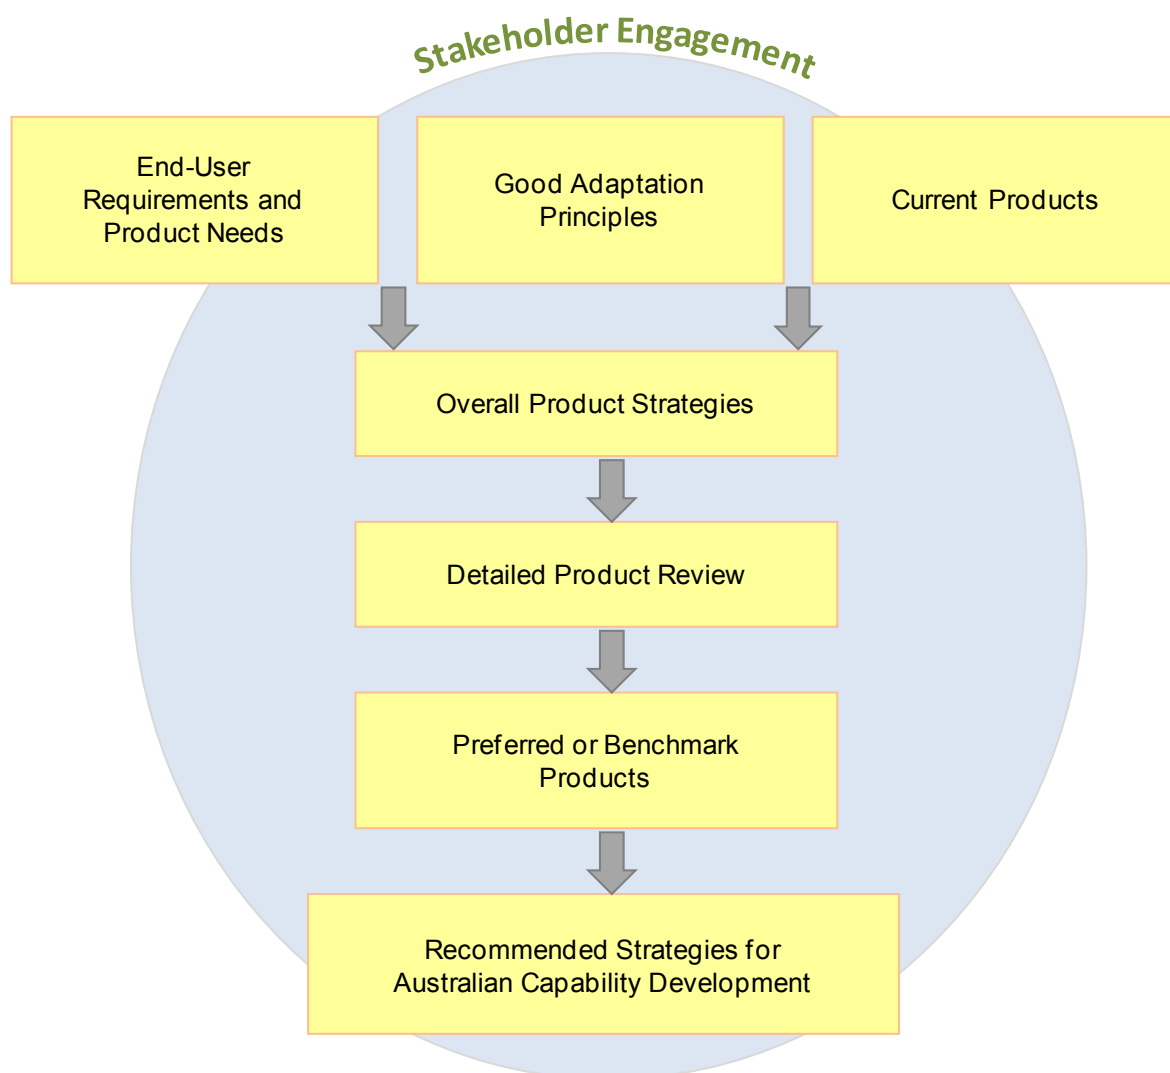 Stakeholder Engagement
End-User
Requirements and
Product Needs
Good Adaptation
Principles
Current Products
Overall Product Strategies
Detailed Product Review
Preferred or Benchmark
Products
Recommended Strategies for
Australian Capability Development